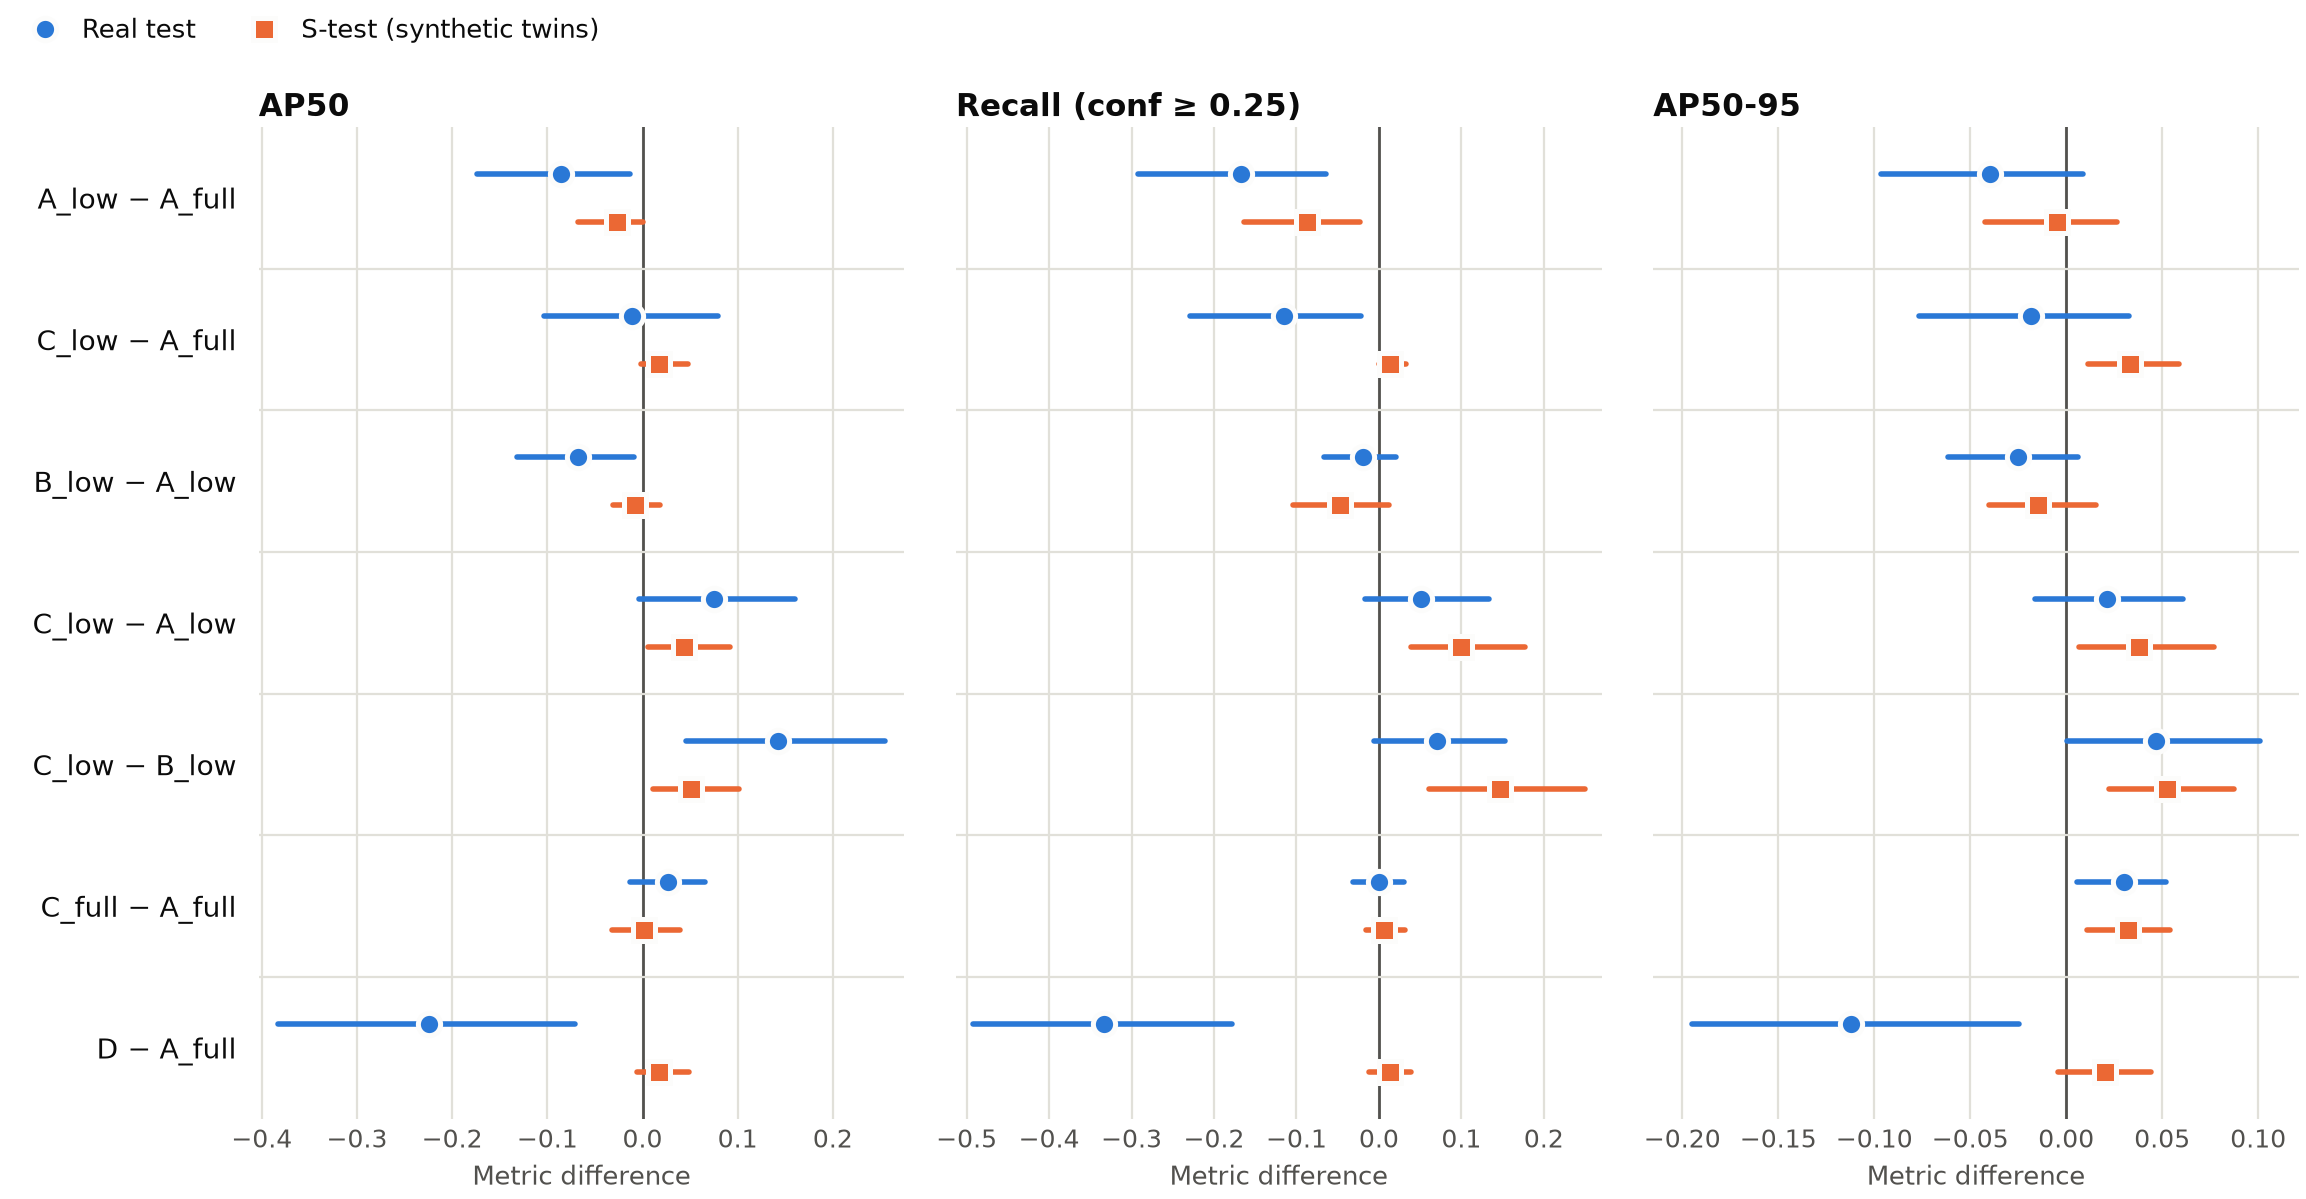 Real test
S-test (synthetic twins)
AP50
Recall (conf ≥ 0.25)
AP50-95
A_low − A_full
C_low − A_full
B_low − A_low
C_low − A_low
C_low − B_low
C_full − A_full
D − A_full
−0.4 −0.3 −0.2 −0.1 0.0 0.1 0.2
−0.5 −0.4 −0.3 −0.2 −0.1 0.0 0.1 0.2
−0.20 −0.15 −0.10 −0.05 0.00 0.05 0.10
Metric difference
Metric difference
Metric difference